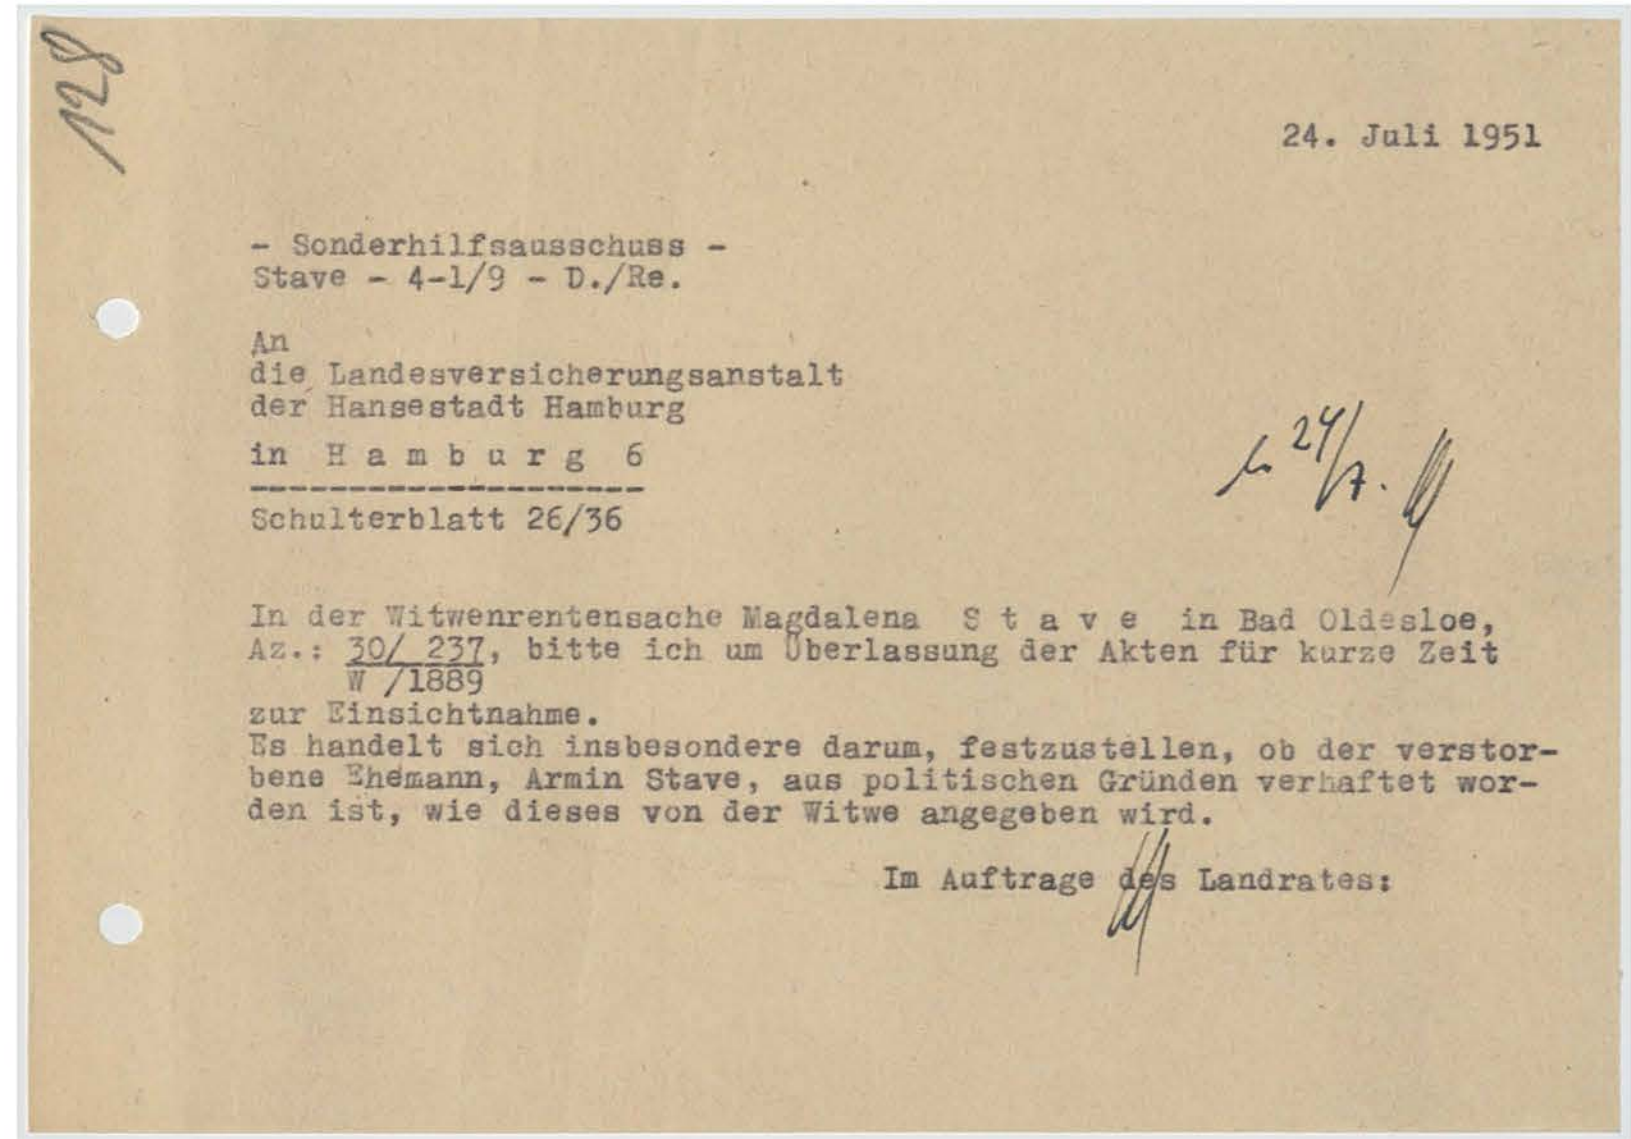 128
24. Juli 1951
- Sonderhilfsausschuss -
Stave - 4-1/9 - D./Re.
An
die Landesversicherungsanstalt
der Hansestadt Hamburg
in H a m b u r g 6
--------------------
Schulterblatt 26/36
24/7.
In der Witwenrentensache Magdalena S t a v e in Bad Oldesloe,
Az.: 30/ 237, bitte ich um Überlassung der Akten für kurze Zeit
W /1889
zur Einsichtnahme.
Es handelt sich insbesondere darum, festzustellen, ob der verstor-
bene Ehemann, Armin Stave, aus politischen Gründen verhaftet wor-
den ist, wie dieses von der Witwe angegeben wird.
Im Auftrage des Landrates: